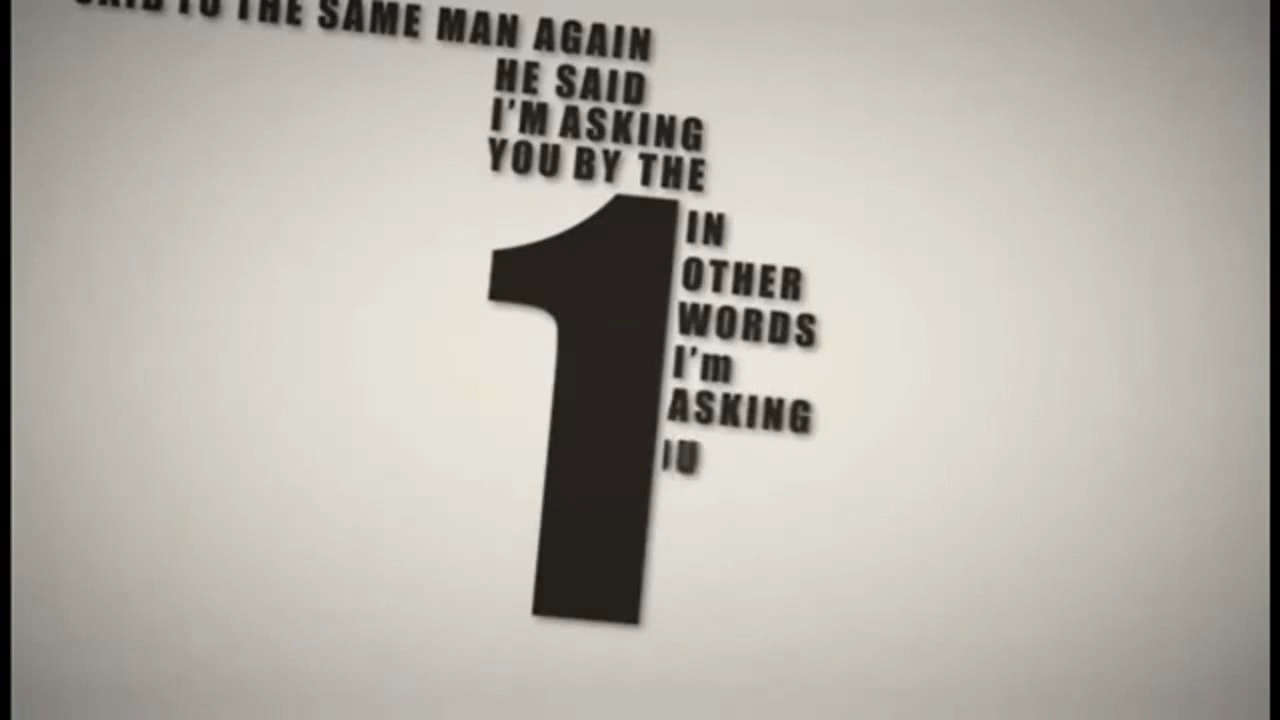 SAID TO THE SAME MAN AGAIN
HE SAID
I'M ASKING
YOU BY THE
1
IN
OTHER
WORDS
I'm
ASKING